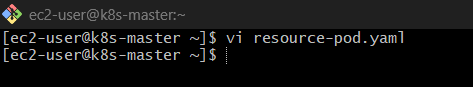 ec2-user@k8s-master:~
[ec2-user@k8s-master ~]$ vi resource-pod.yaml
[ec2-user@k8s-master ~]$